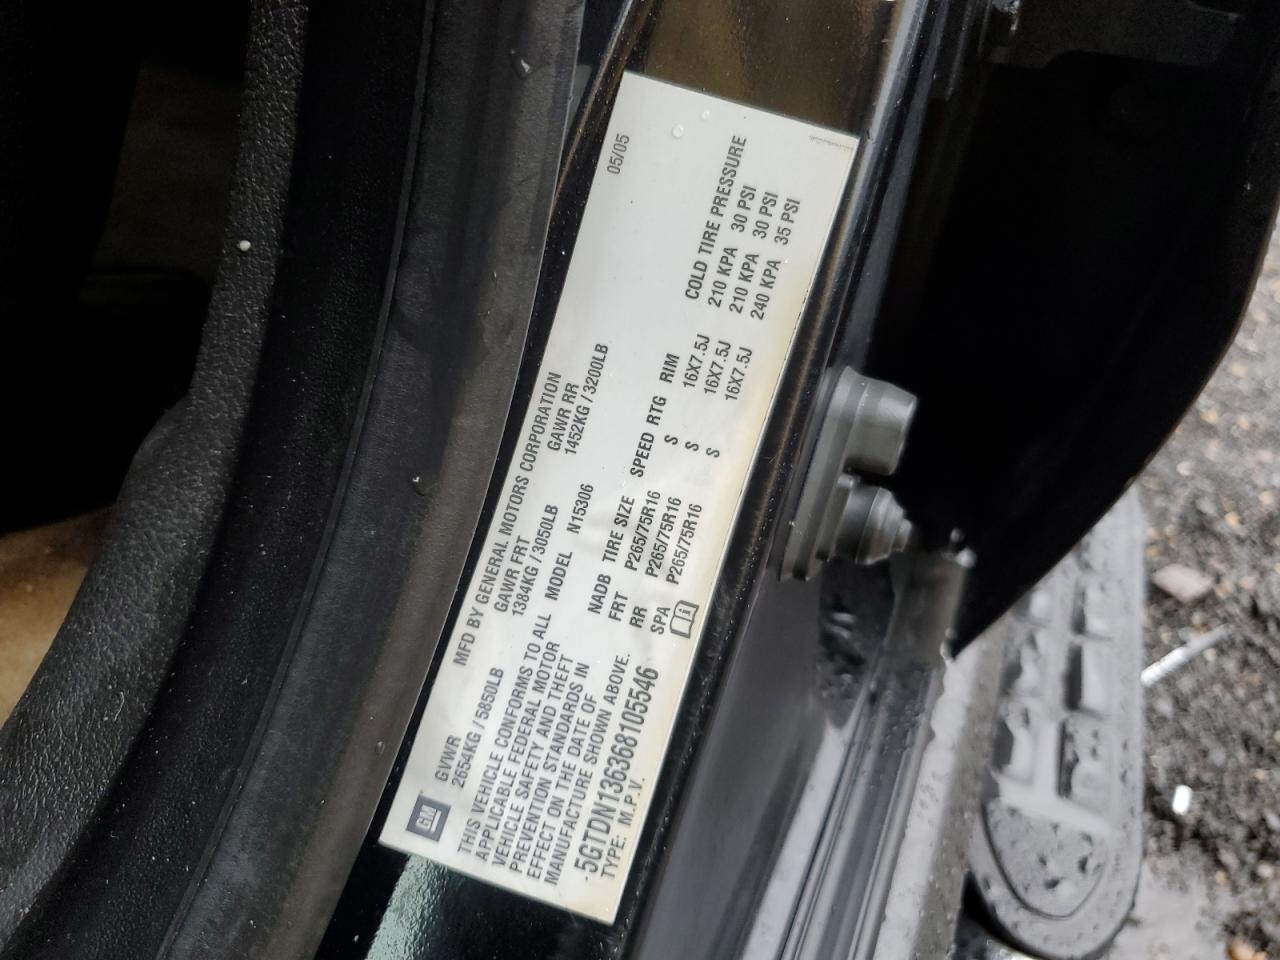 05/05
GM
MFD BY GENERAL MOTORS CORPORATION
GVWR GAWR FRT GAWR RR
2654KG / 5850LB 1384KG / 3050LB 1452KG / 3200LB
THIS VEHICLE CONFORMS TO ALL
APPLICABLE FEDERAL MOTOR
VEHICLE SAFETY AND THEFT
PREVENTION STANDARDS IN
EFFECT ON THE DATE OF
MANUFACTURE SHOWN ABOVE.
5GTDN136368105546
TYPE: M.P.V.
MODEL N15306
NADB TIRE SIZE SPEED RTG RIM COLD TIRE PRESSURE
FRT P265/75R16 S 16X7.5J 210 KPA 30 PSI
RR P265/75R16 S 16X7.5J 210 KPA 30 PSI
SPA P265/75R16 S 16X7.5J 240 KPA 35 PSI
i